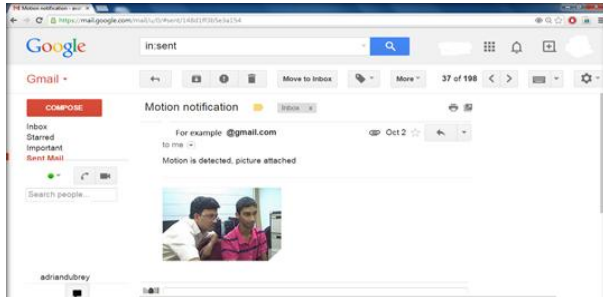 Motion notification - 
https://mail.google.com/mail/u/0/#sent/
Google
in:sent
Gmail
Move to Inbox
More
37 of 198
COMPOSE
Motion notification
Inbox x
Inbox
Starred
Important
Sent Mail
For example @gmail.com
Oct 2
to me
Motion is detected, picture attached
Search people...
adriandubrey